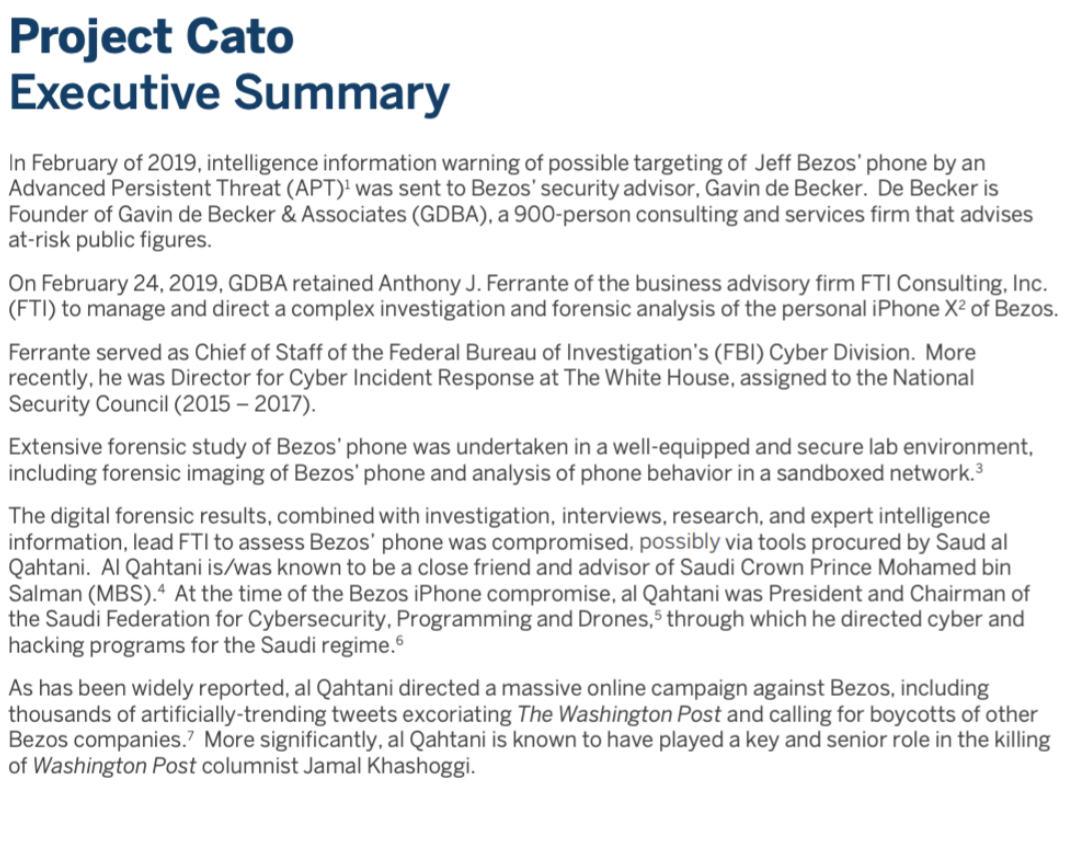 Project Cato
Executive Summary
In February of 2019, intelligence information warning of possible targeting of Jeff Bezos' phone by an
Advanced Persistent Threat (APT)¹ was sent to Bezos' security advisor, Gavin de Becker. De Becker is
Founder of Gavin de Becker & Associates (GDBA), a 900-person consulting and services firm that advises
at-risk public figures.
On February 24, 2019, GDBA retained Anthony J. Ferrante of the business advisory firm FTI Consulting, Inc.
(FTI) to manage and direct a complex investigation and forensic analysis of the personal iPhone X² of Bezos.
Ferrante served as Chief of Staff of the Federal Bureau of Investigation's (FBI) Cyber Division. More
recently, he was Director for Cyber Incident Response at The White House, assigned to the National
Security Council (2015 – 2017).
Extensive forensic study of Bezos' phone was undertaken in a well-equipped and secure lab environment,
including forensic imaging of Bezos' phone and analysis of phone behavior in a sandboxed network.³
The digital forensic results, combined with investigation, interviews, research, and expert intelligence
information, lead FTI to assess Bezos' phone was compromised, possibly via tools procured by Saud al
Qahtani. Al Qahtani is/was known to be a close friend and advisor of Saudi Crown Prince Mohamed bin
Salman (MBS).⁴ At the time of the Bezos iPhone compromise, al Qahtani was President and Chairman of
the Saudi Federation for Cybersecurity, Programming and Drones,⁵ through which he directed cyber and
hacking programs for the Saudi regime.⁶
As has been widely reported, al Qahtani directed a massive online campaign against Bezos, including
thousands of artificially-trending tweets excoriating The Washington Post and calling for boycotts of other
Bezos companies.⁷ More significantly, al Qahtani is known to have played a key and senior role in the killing
of Washington Post columnist Jamal Khashoggi.